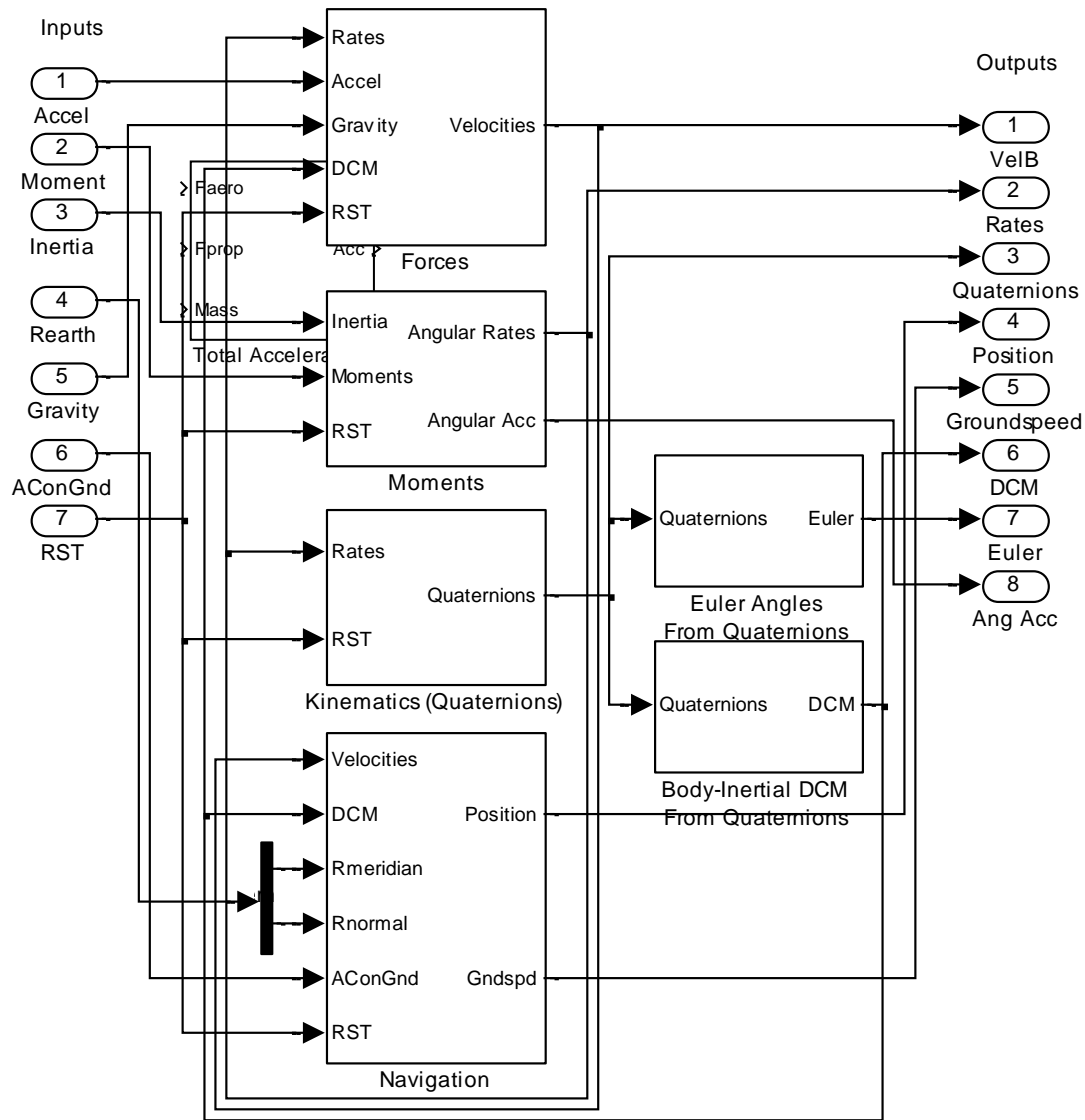 Inputs
1
Accel
2
Moment
3
Inertia
4
Rearth
5
Gravity
6
AConGnd
7
RST
Rates
Accel
Gravity
DCM
RST
Velocities
Forces
Faero
Fprop
Mass
Acc
Total Accelera
Inertia
Moments
RST
Angular Rates
Angular Acc
Moments
Rates
RST
Quaternions
Kinematics (Quaternions)
Velocities
DCM
Rmeridian
Rnormal
AConGnd
RST
Position
Gndspd
Navigation
Quaternions
Euler
Euler Angles
From Quaternions
Quaternions
DCM
Body-Inertial DCM
From Quaternions
Outputs
1
VelB
2
Rates
3
Quaternions
4
Position
5
Groundspeed
6
DCM
7
Euler
8
Ang Acc